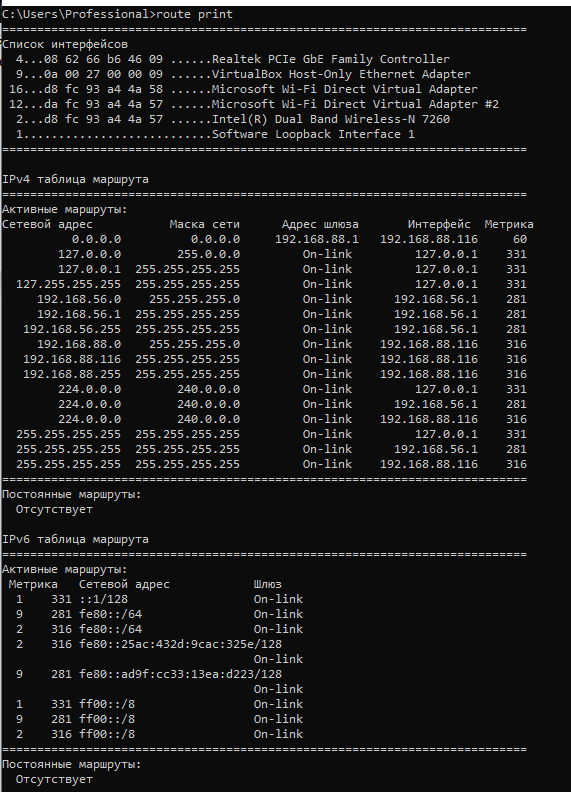 C:\Users\Professional>route print
===========================================================================
Список интерфейсов
  4...08 62 66 b6 46 09 ......Realtek PCIe GbE Family Controller
  9...0a 00 27 00 00 09 ......VirtualBox Host-Only Ethernet Adapter
 16...d8 fc 93 a4 4a 58 ......Microsoft Wi-Fi Direct Virtual Adapter
 12...da fc 93 a4 4a 57 ......Microsoft Wi-Fi Direct Virtual Adapter #2
  2...d8 fc 93 a4 4a 57 ......Intel(R) Dual Band Wireless-N 7260
  1...........................Software Loopback Interface 1
===========================================================================
IPv4 таблица маршрута
===========================================================================
Активные маршруты:
Сетевой адрес           Маска сети      Адрес шлюза       Интерфейс  Метрика
          0.0.0.0          0.0.0.0     192.168.88.1   192.168.88.116     60
        127.0.0.0        255.0.0.0         On-link         127.0.0.1    331
        127.0.0.1  255.255.255.255         On-link         127.0.0.1    331
  127.255.255.255  255.255.255.255         On-link         127.0.0.1    331
     192.168.56.0    255.255.255.0         On-link      192.168.56.1    281
     192.168.56.1  255.255.255.255         On-link      192.168.56.1    281
   192.168.56.255  255.255.255.255         On-link      192.168.56.1    281
     192.168.88.0    255.255.255.0         On-link    192.168.88.116    316
   192.168.88.116  255.255.255.255         On-link    192.168.88.116    316
   192.168.88.255  255.255.255.255         On-link    192.168.88.116    316
        224.0.0.0        240.0.0.0         On-link         127.0.0.1    331
        224.0.0.0        240.0.0.0         On-link      192.168.56.1    281
        224.0.0.0        240.0.0.0         On-link    192.168.88.116    316
  255.255.255.255  255.255.255.255         On-link         127.0.0.1    331
  255.255.255.255  255.255.255.255         On-link      192.168.56.1    281
  255.255.255.255  255.255.255.255         On-link    192.168.88.116    316
===========================================================================
Постоянные маршруты:
  Отсутствует
IPv6 таблица маршрута
===========================================================================
Активные маршруты:
 Метрика   Сетевой адрес            Шлюз
  1    331 ::1/128                  On-link
  9    281 fe80::/64                On-link
  2    316 fe80::/64                On-link
  2    316 fe80::25ac:432d:9cac:325e/128
                                    On-link
  9    281 fe80::ad9f:cc33:13ea:d223/128
                                    On-link
  1    331 ff00::/8                 On-link
  9    281 ff00::/8                 On-link
  2    316 ff00::/8                 On-link
===========================================================================
Постоянные маршруты:
  Отсутствует